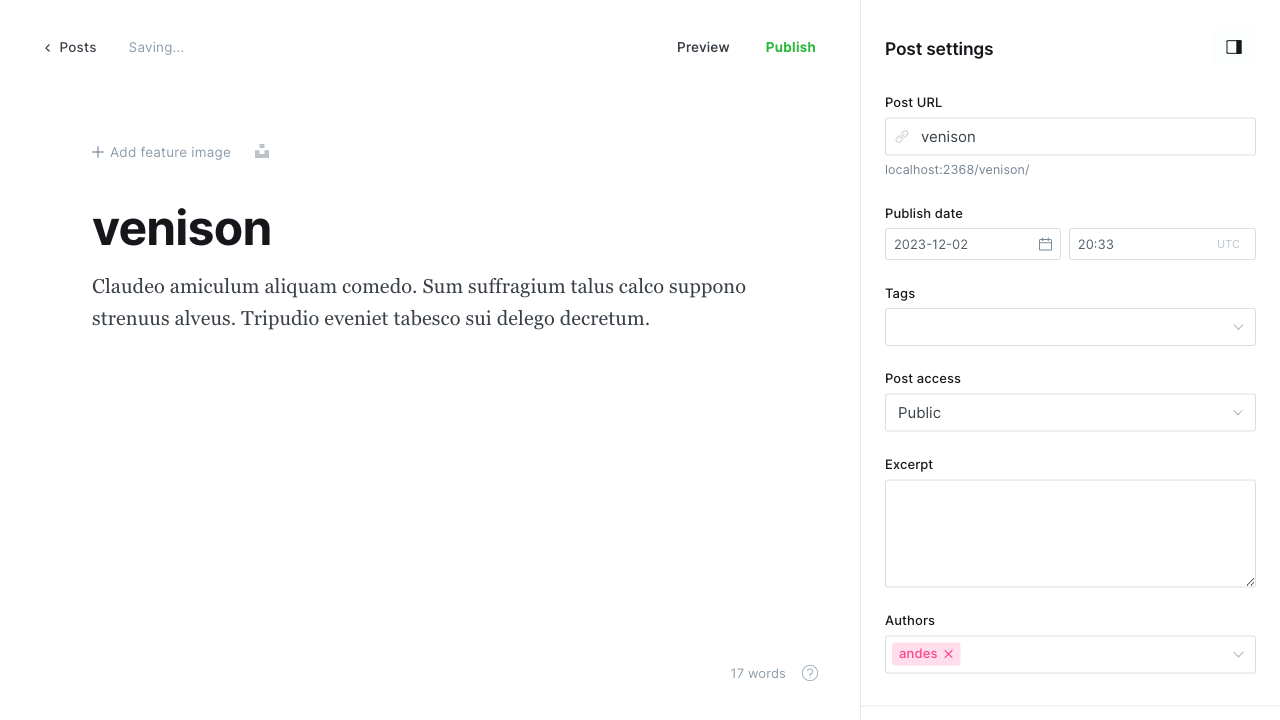 Posts
Saving...
Preview
Publish
Add feature image
venison
Claudeo amiculum aliquam comedo. Sum suffragium talus calco suppono
strenuus alveus. Tripudio eveniet tabesco sui delego decretum.
17 words
?
Post settings
Post URL
venison
localhost:2368/venison/
Publish date
2023-12-02
20:33
UTC
Tags
Post access
Public
Excerpt
Authors
andes